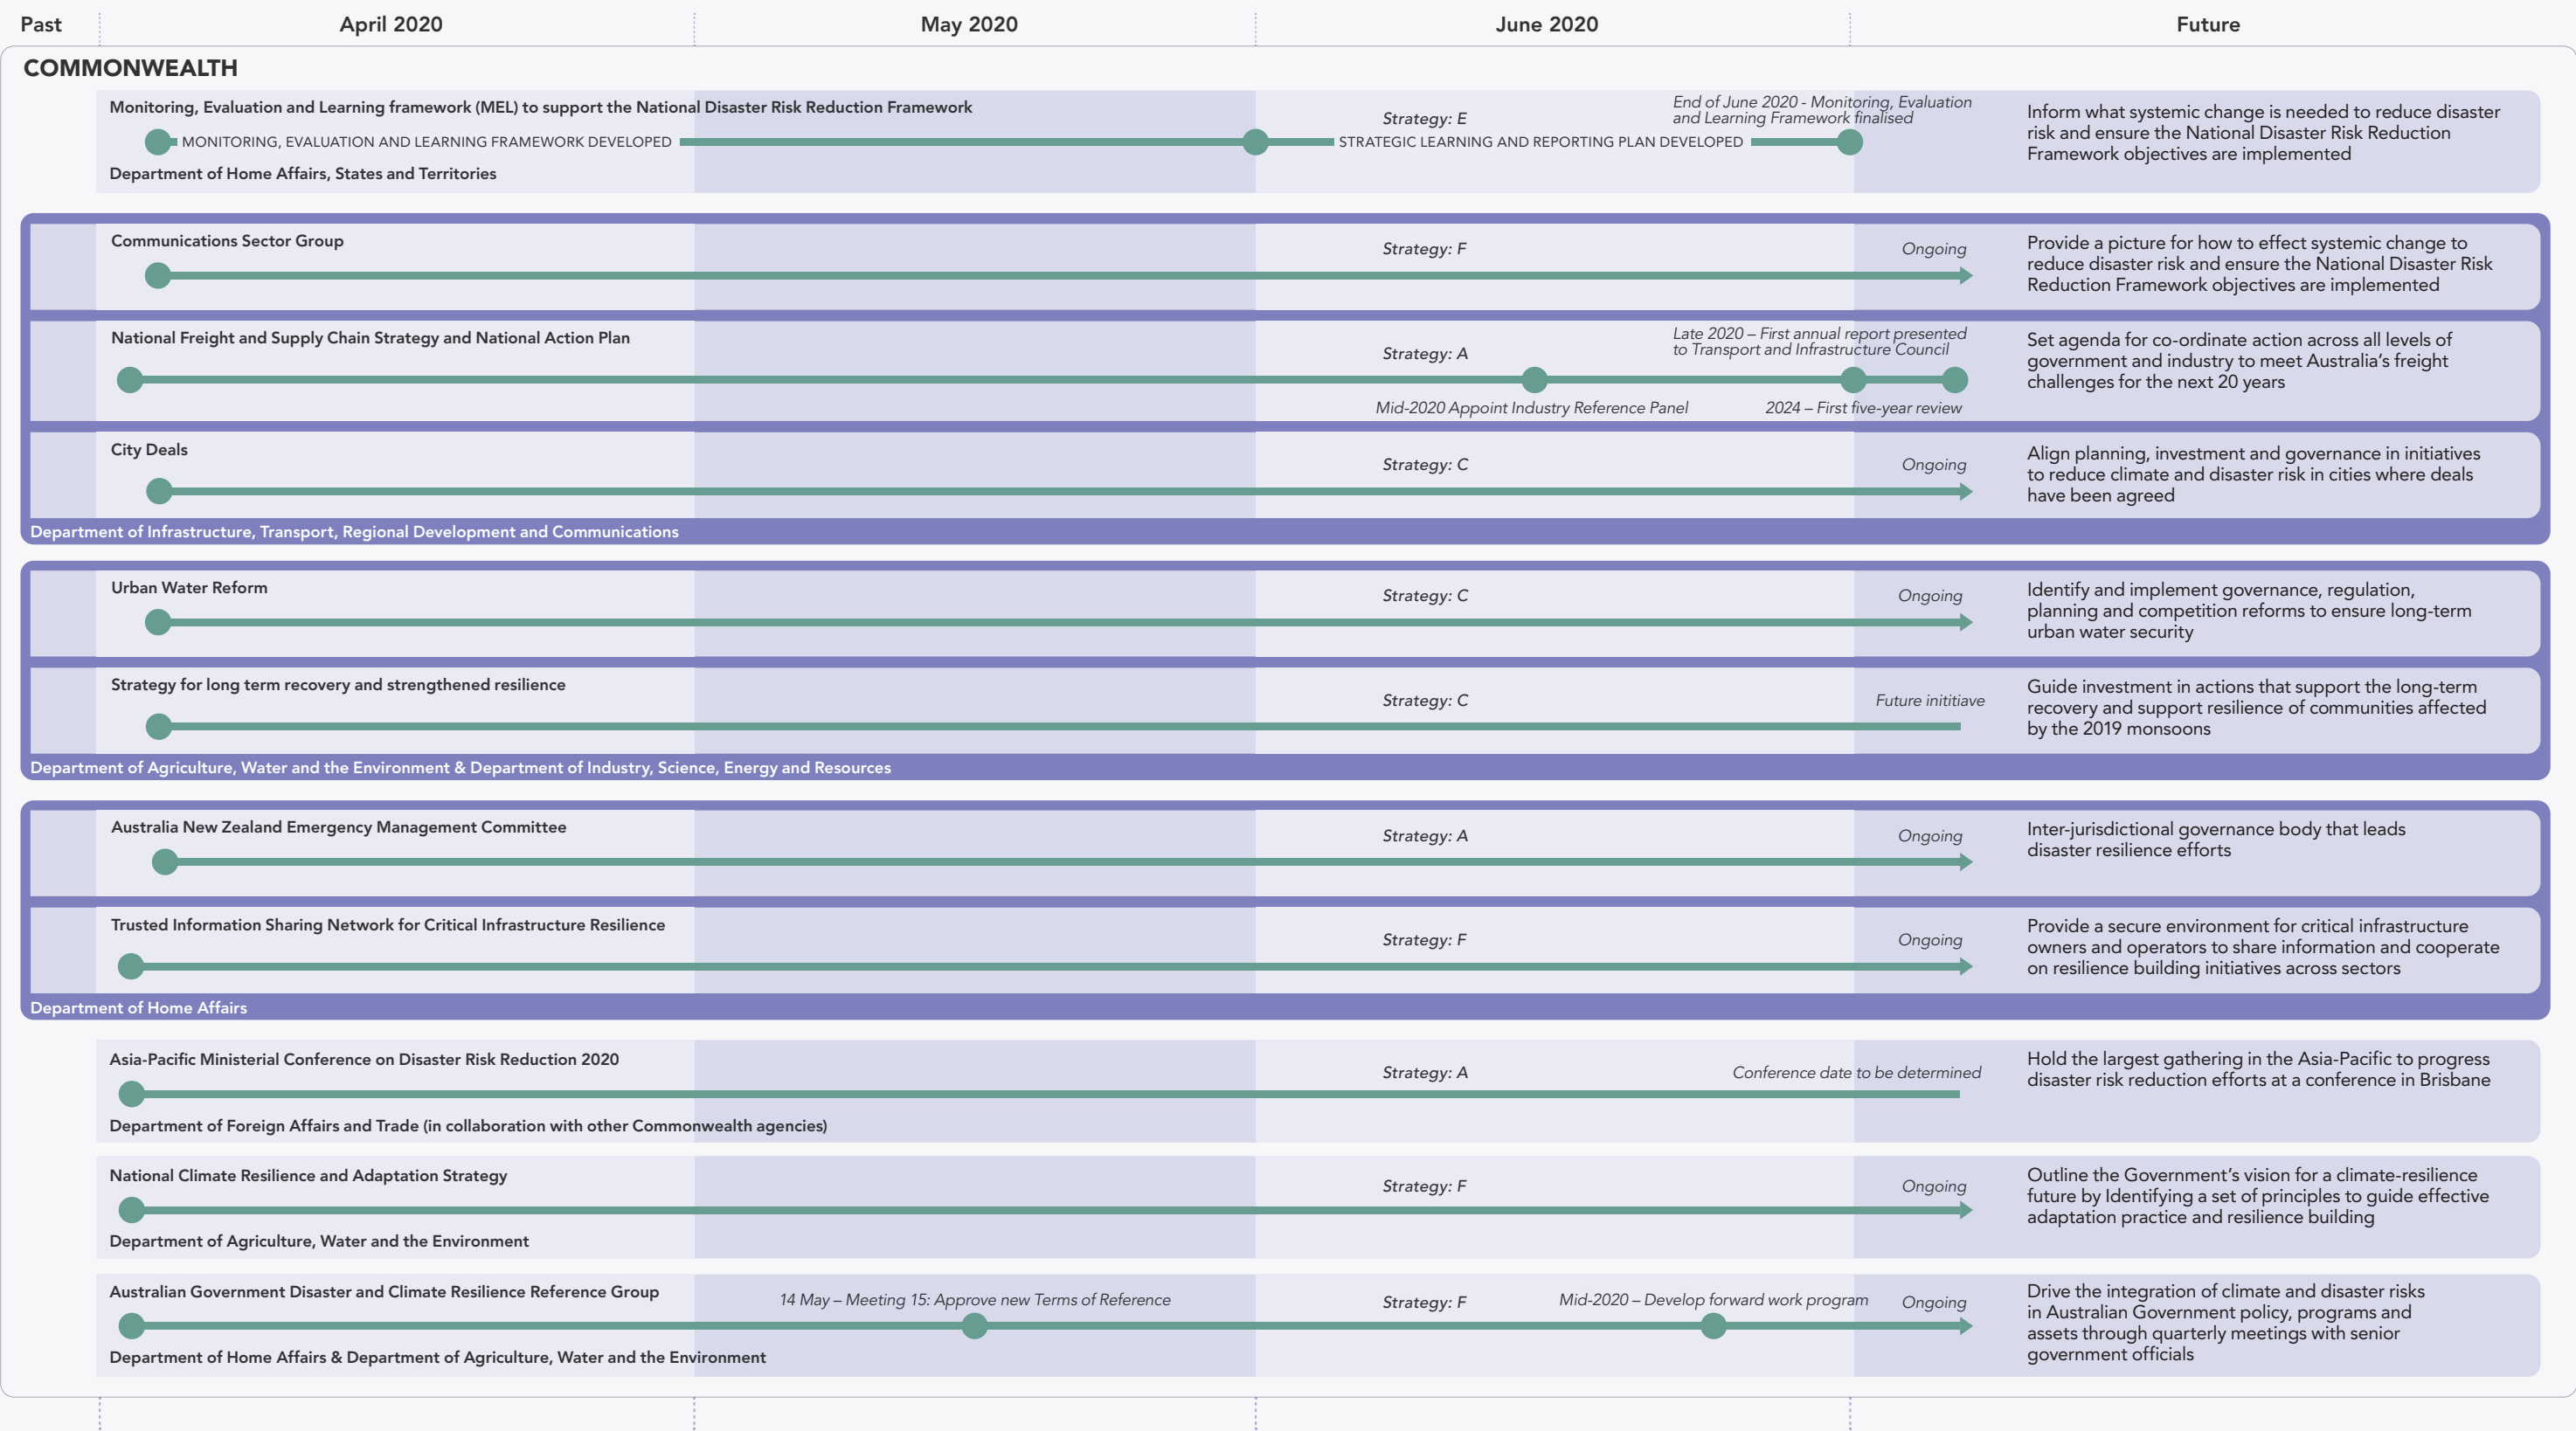 Past
April 2020
May 2020
June 2020
Future
COMMONWEALTH
Monitoring, Evaluation and Learning framework (MEL) to support the National Disaster Risk Reduction Framework
MONITORING, EVALUATION AND LEARNING FRAMEWORK DEVELOPED
Department of Home Affairs, States and Territories
Strategy: E
STRATEGIC LEARNING AND REPORTING PLAN DEVELOPED
End of June 2020 - Monitoring, Evaluation
and Learning Framework finalised
Inform what systemic change is needed to reduce disaster
risk and ensure the National Disaster Risk Reduction
Framework objectives are implemented
Communications Sector Group
Strategy: F
Ongoing
Provide a picture for how to effect systemic change to
reduce disaster risk and ensure the National Disaster Risk
Reduction Framework objectives are implemented
National Freight and Supply Chain Strategy and National Action Plan
Strategy: A
Late 2020 – First annual report presented
to Transport and Infrastructure Council
Mid-2020 Appoint Industry Reference Panel
2024 – First five-year review
Set agenda for co-ordinate action across all levels of
government and industry to meet Australia’s freight
challenges for the next 20 years
City Deals
Strategy: C
Ongoing
Align planning, investment and governance in initiatives
to reduce climate and disaster risk in cities where deals
have been agreed
Department of Infrastructure, Transport, Regional Development and Communications
Urban Water Reform
Strategy: C
Ongoing
Identify and implement governance, regulation,
planning and competition reforms to ensure long-term
urban water security
Strategy for long term recovery and strengthened resilience
Strategy: C
Future inititiave
Guide investment in actions that support the long-term
recovery and support resilience of communities affected
by the 2019 monsoons
Department of Agriculture, Water and the Environment & Department of Industry, Science, Energy and Resources
Australia New Zealand Emergency Management Committee
Strategy: A
Ongoing
Inter-jurisdictional governance body that leads
disaster resilience efforts
Trusted Information Sharing Network for Critical Infrastructure Resilience
Strategy: F
Ongoing
Provide a secure environment for critical infrastructure
owners and operators to share information and cooperate
on resilience building initiatives across sectors
Department of Home Affairs
Asia-Pacific Ministerial Conference on Disaster Risk Reduction 2020
Strategy: A
Conference date to be determined
Department of Foreign Affairs and Trade (in collaboration with other Commonwealth agencies)
Hold the largest gathering in the Asia-Pacific to progress
disaster risk reduction efforts at a conference in Brisbane
National Climate Resilience and Adaptation Strategy
Strategy: F
Ongoing
Department of Agriculture, Water and the Environment
Outline the Government’s vision for a climate-resilience
future by Identifying a set of principles to guide effective
adaptation practice and resilience building
Australian Government Disaster and Climate Resilience Reference Group
14 May – Meeting 15: Approve new Terms of Reference
Strategy: F
Mid-2020 – Develop forward work program
Ongoing
Department of Home Affairs & Department of Agriculture, Water and the Environment
Drive the integration of climate and disaster risks
in Australian Government policy, programs and
assets through quarterly meetings with senior
government officials